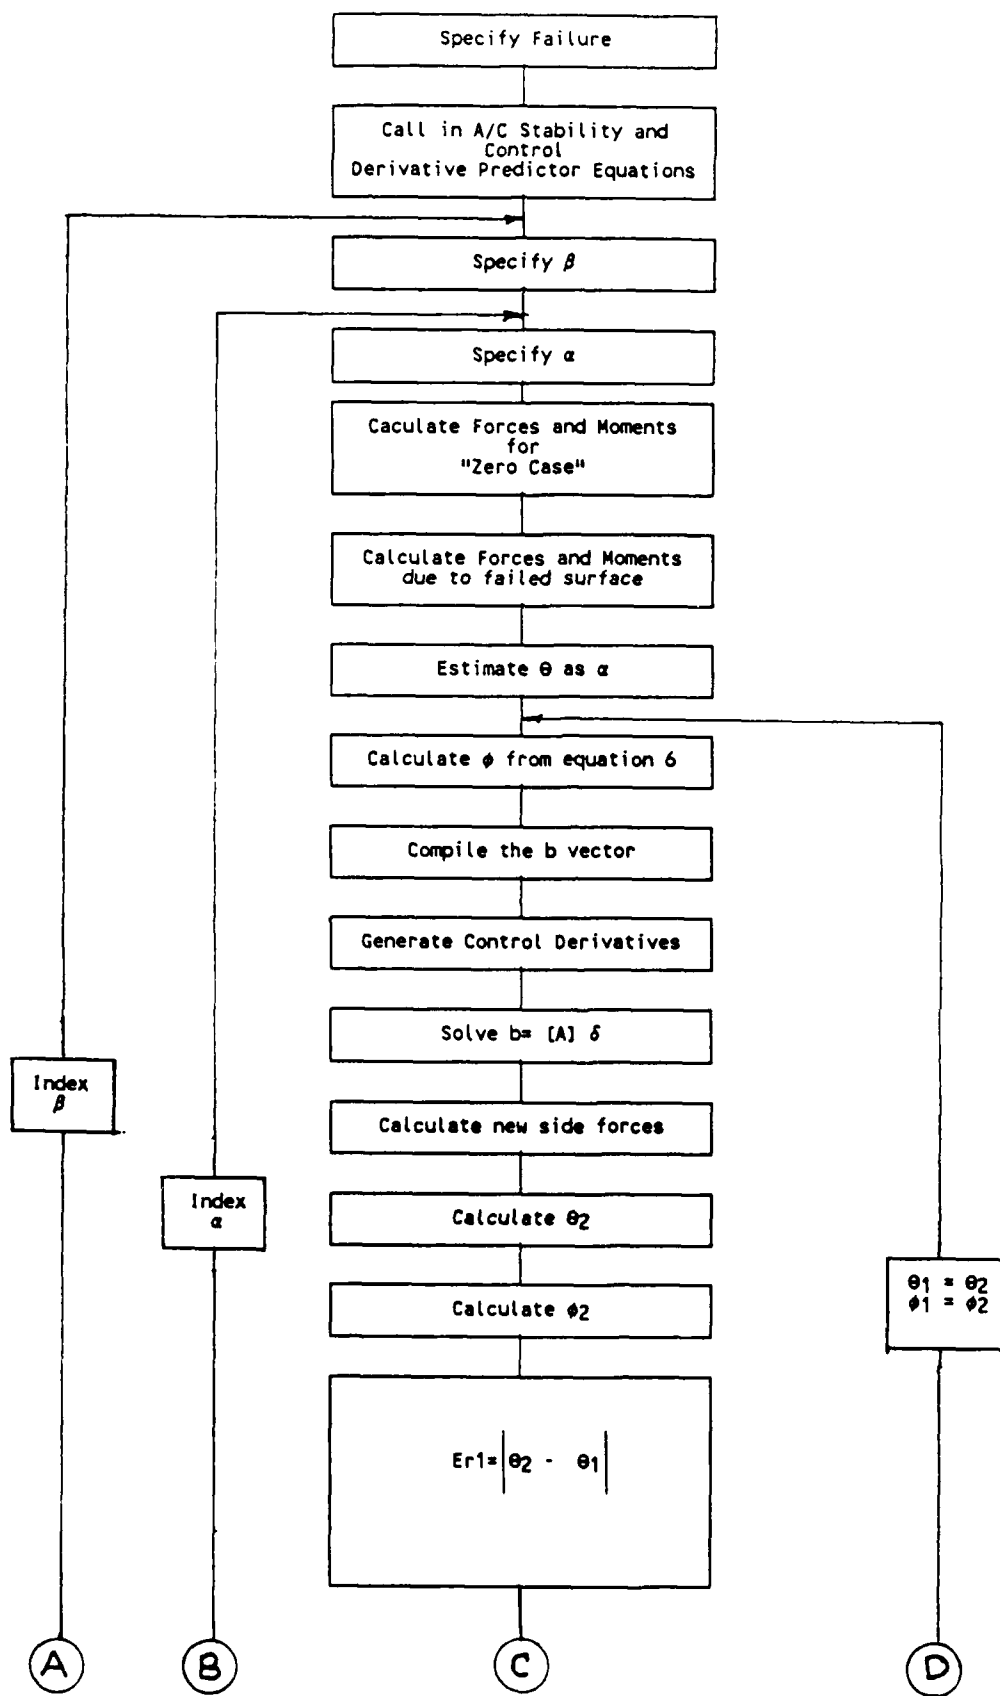 Specify Failure
Call in A/C Stability and
Control
Derivative Predictor Equations
Specify β
Specify α
Caculate Forces and Moments
for
"Zero Case"
Calculate Forces and Moments
due to failed surface
Estimate θ as α
Calculate ϕ from equation 6
Compile the b vector
Generate Control Derivatives
Solve b= [A] δ
Index
β
Calculate new side forces
Index
α
Calculate θ2
θ1 = θ2
ϕ1 = ϕ2
Calculate ϕ2
Er1=|θ2 - θ1|
A
B
C
D